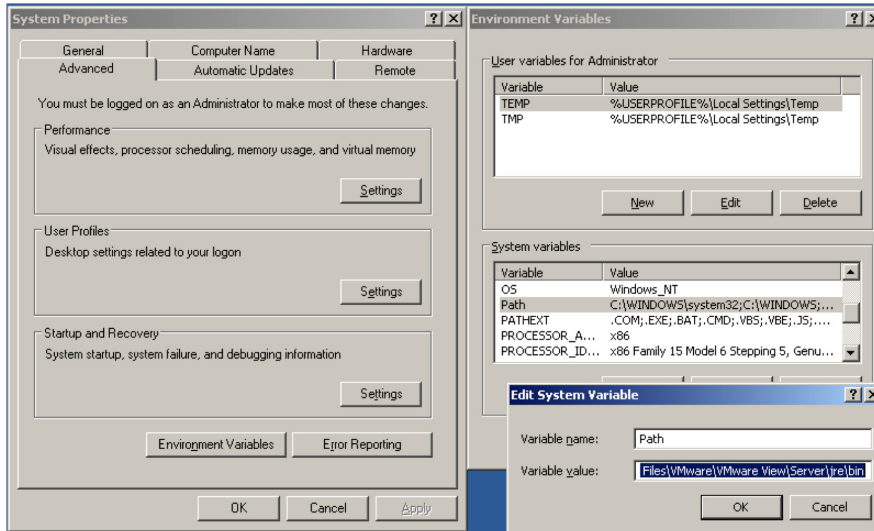 System Properties
General Computer Name Hardware
Advanced Automatic Updates Remote
You must be logged on as an Administrator to make most of these changes.
Performance
Visual effects, processor scheduling, memory usage, and virtual memory
Settings
User Profiles
Desktop settings related to your logon
Settings
Startup and Recovery
System startup, system failure, and debugging information
Settings
Environment Variables Error Reporting
OK Cancel Apply
Environment Variables
User variables for Administrator
Variable Value
TEMP %USERPROFILE%\Local Settings\Temp
TMP %USERPROFILE%\Local Settings\Temp
New Edit Delete
System variables
Variable Value
OS Windows_NT
Path C:\WINDOWS\system32;C:\WINDOWS;...
PATHEXT .COM;.EXE;.BAT;.CMD;.VBS;.VBE;.JS;....
PROCESSOR_A... x86
PROCESSOR_ID... x86 Family 15 Model 6 Stepping 5, Genu...
Edit System Variable
Variable name: Path
Variable value: Files\VMware\VMware View\Server\jre\bin
OK Cancel